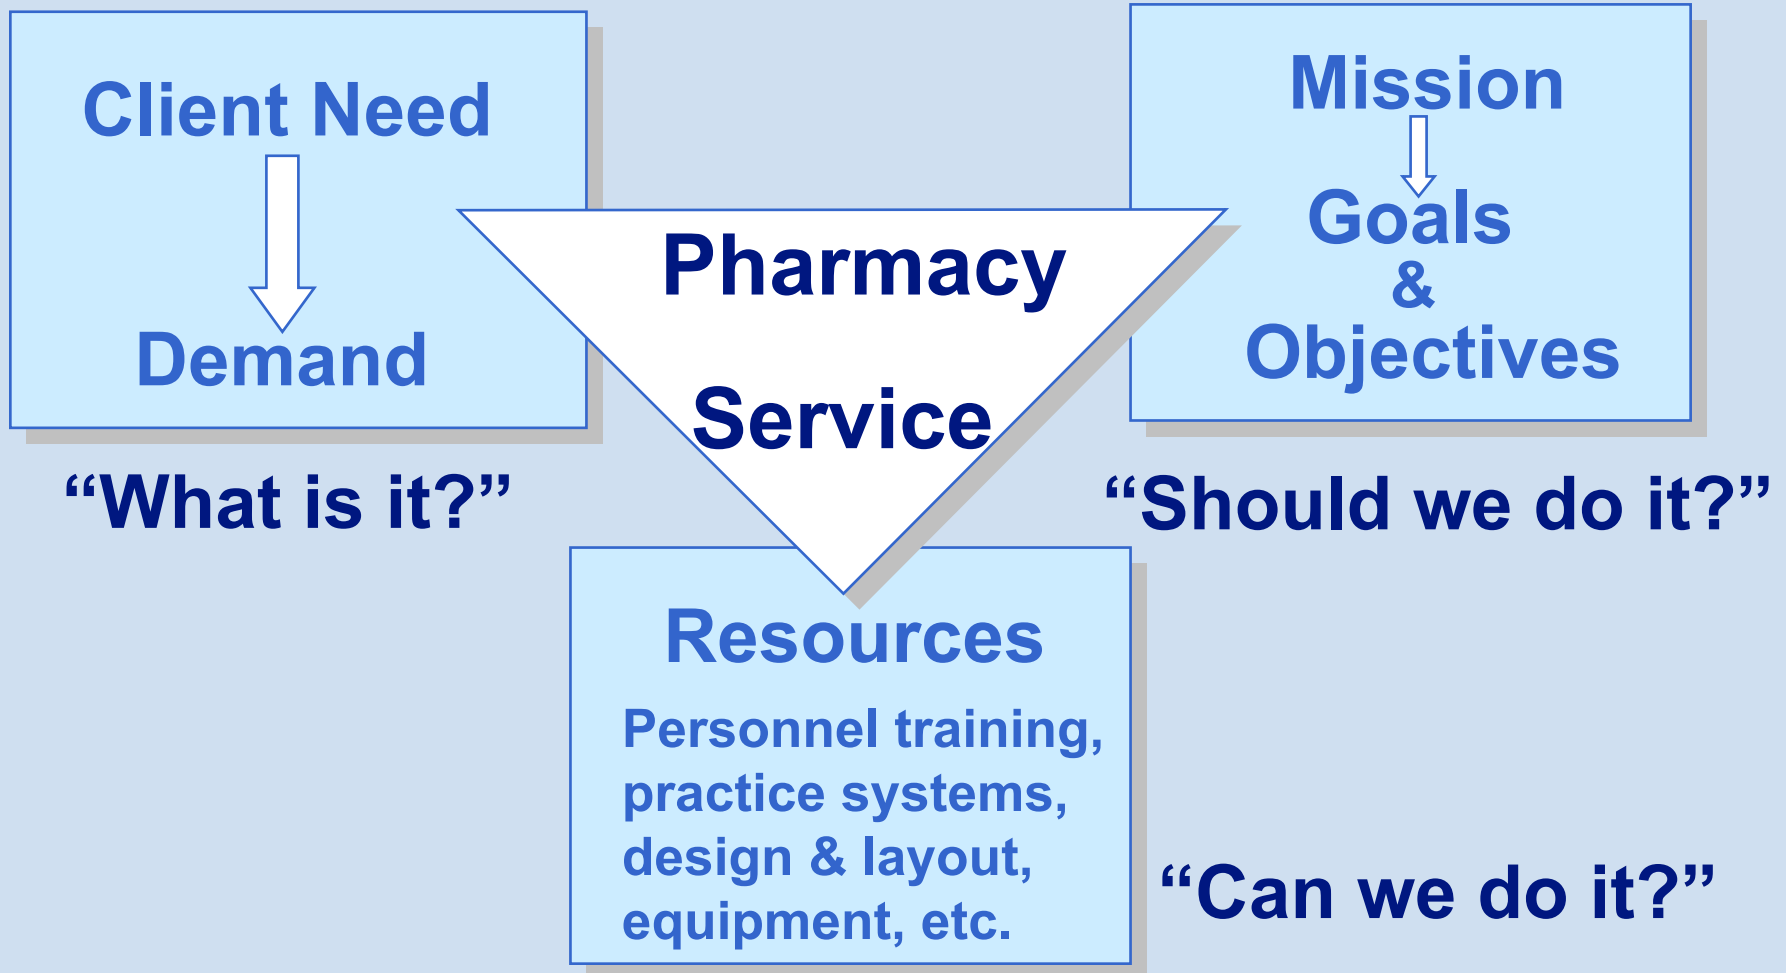 Client Need
Demand
“What is it?”
Pharmacy
Service
Mission
Goals
&
Objectives
“Should we do it?”
Resources
Personnel training,
practice systems,
design & layout,
equipment, etc.
“Can we do it?”